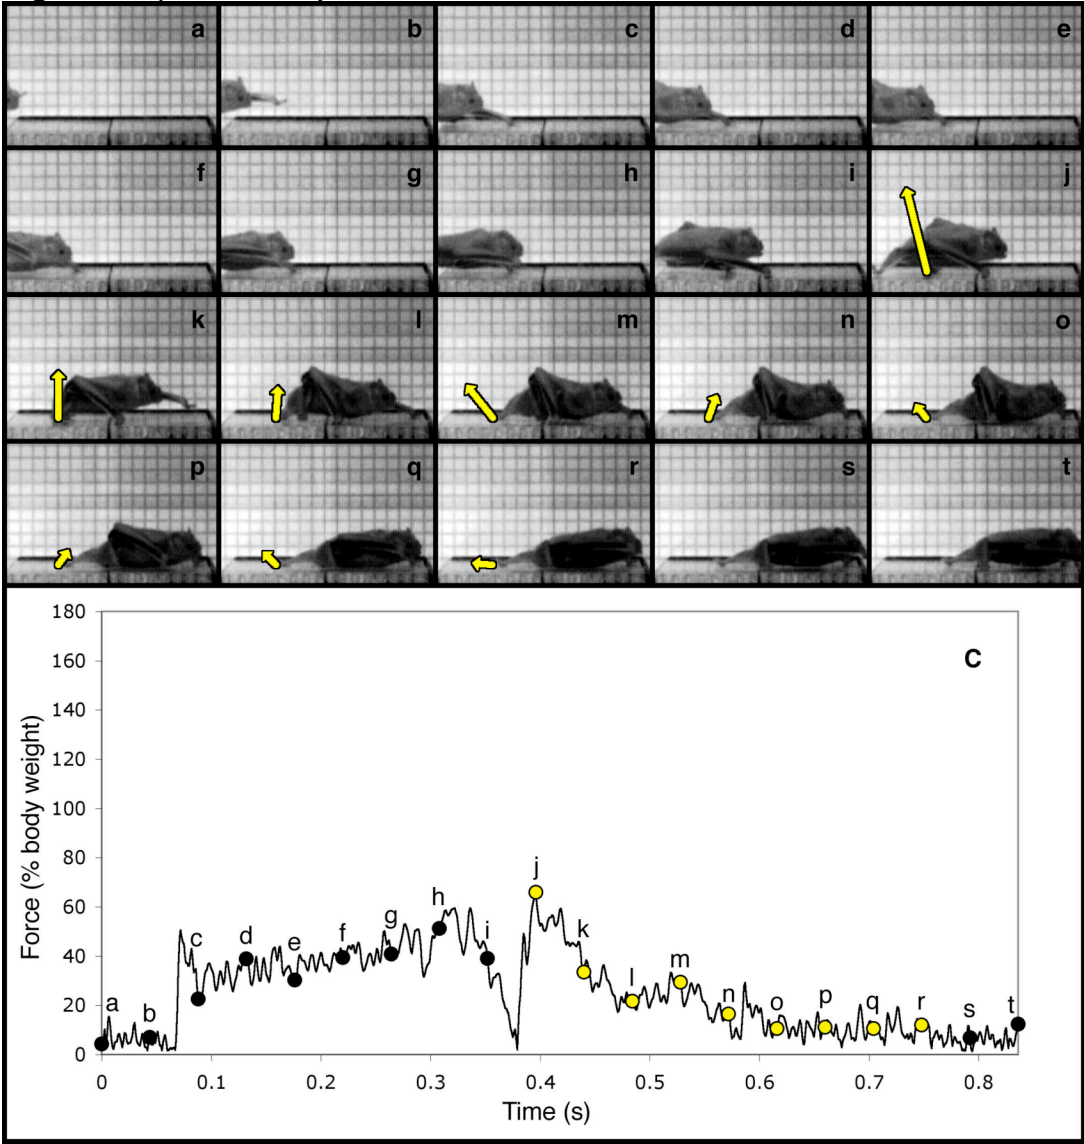 a b c d e
f g h i j
k l m n o
p q r s t
C
180
160
140
120
100
80
60
40
20
0
Force (% body weight)
a b c d e f g h i j k l m n o p q r s t
0 0.1 0.2 0.3 0.4 0.5 0.6 0.7 0.8
Time (s)